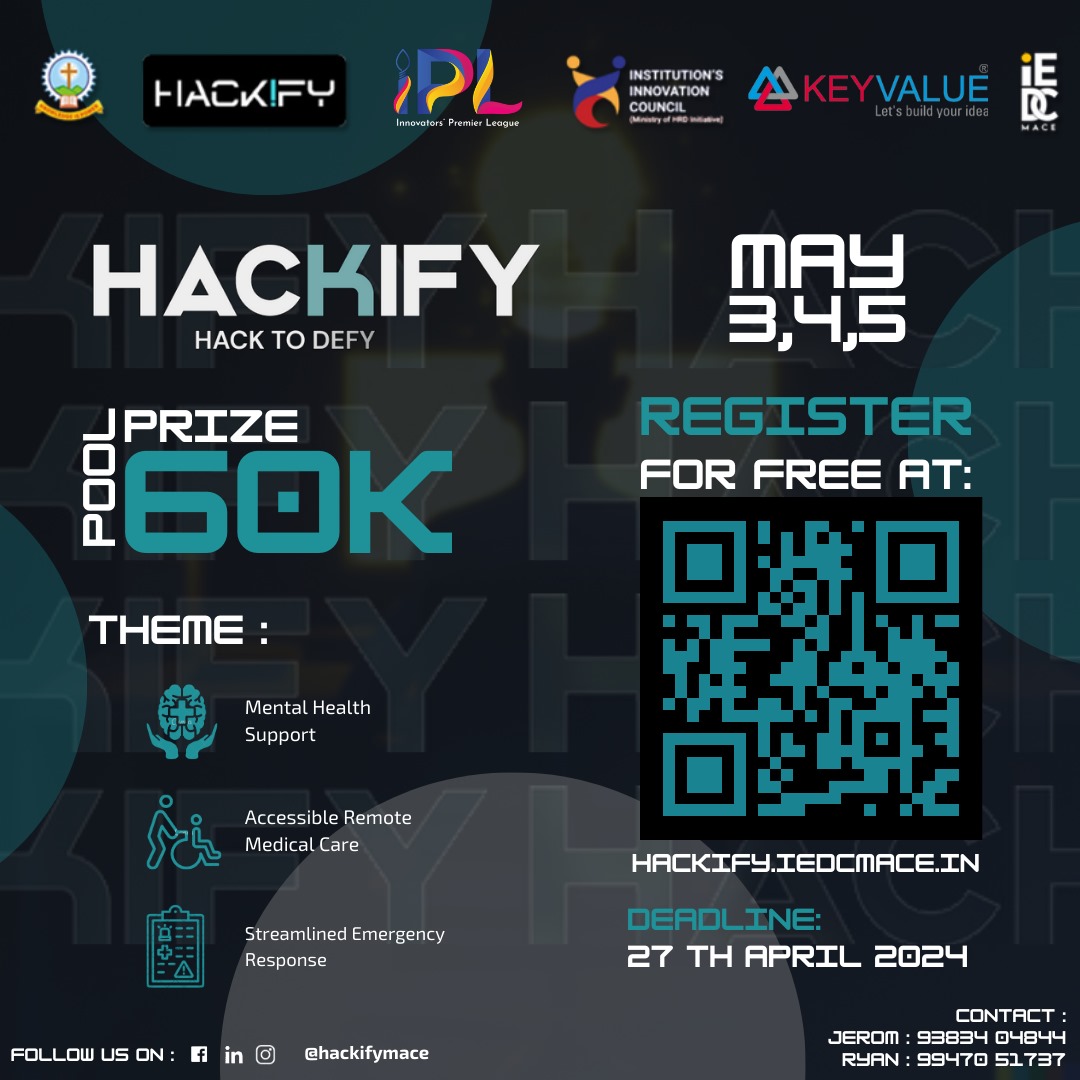 HACK!FY
iPL
Innovators' Premier League
INSTITUTION'S
INNOVATION
COUNCIL
(Ministry of HRD Initiative)
KEYVALUE®
Let's build your idea
iE
DC
MACE
HACKIFY
HACK TO DEFY
MAY
3,4,5
POOL
PRIZE
60K
REGISTER
FOR FREE AT:
HACKIFY.IEDCMACE.IN
DEADLINE:
27 TH APRIL 2024
THEME :
Mental Health
Support
Accessible Remote
Medical Care
Streamlined Emergency
Response
FOLLOW US ON :
@hackifymace
CONTACT :
JEROM : 93834 04844
RYAN : 99470 51737